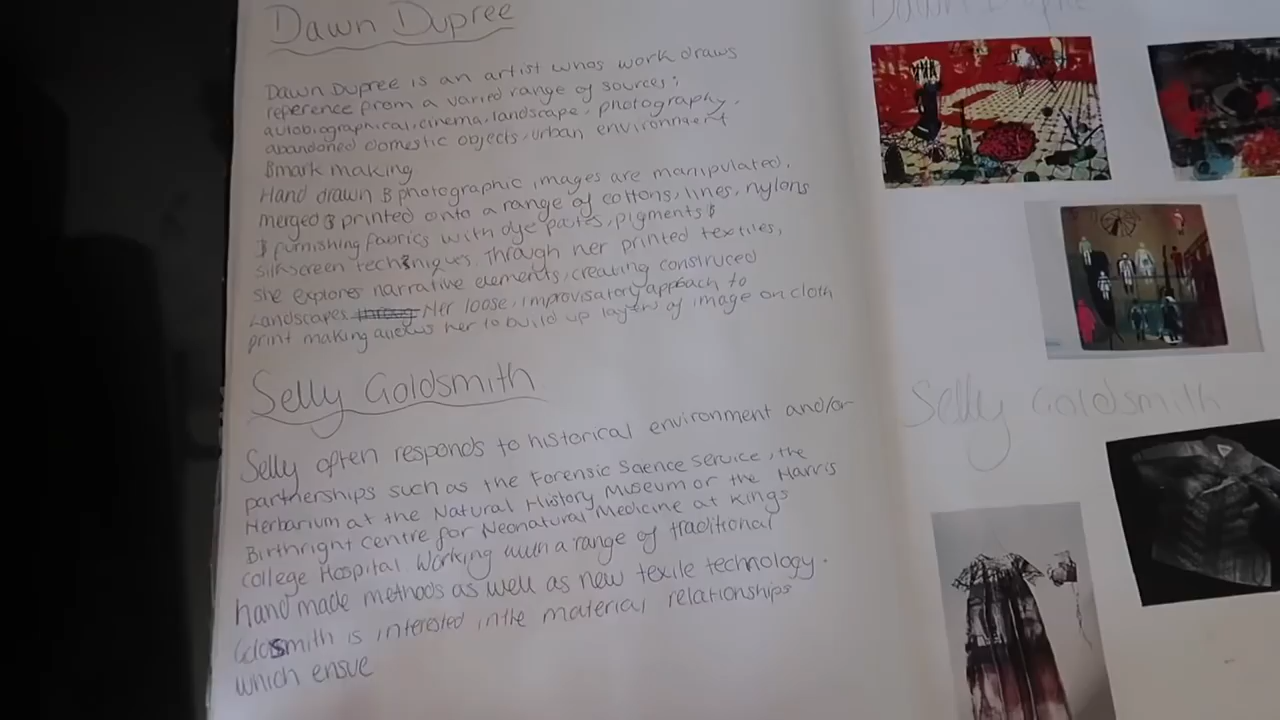 Dawn Dupree
Dawn Dupree is an artist whos work draws
reference from a varied range of sources;
autobiographical, cinema, landscape, photography,
abandoned domestic objects, urban environment
& mark making
Hand drawn & photographic images are manipulated,
merged & printed onto a range of cottons, lines, nylons
& furnishing fabrics with dye pastes, pigments &
silkscreen techniques. Through her printed textiles,
she explores narrative elements, creating construced
Landscapes. Her loose, improvisatory appoach to
print making allows her to build up layers of image on cloth
Selly Goldsmith
Selly often responds to historical environment and/or
partnerships such as the Forensic Science Service, the
Herbarium at the Natural History Museum or the Harris
Birthright Centre for Neonatural Medicine at Kings
College Hospital. Working with a range of traditional
hand made methods as well as new texile technology.
Goldsmith is interested in the material relationships
which ensue
Dawn Dupree
Selly Goldsmith